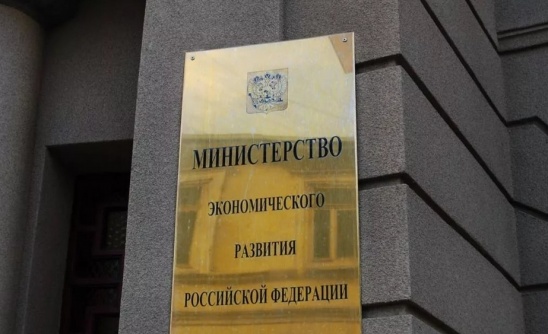 МИНИСТЕРСТВО
ЭКОНОМИЧЕСКОГО
РАЗВИТИЯ
РОССИЙСКОЙ ФЕДЕРАЦИИ